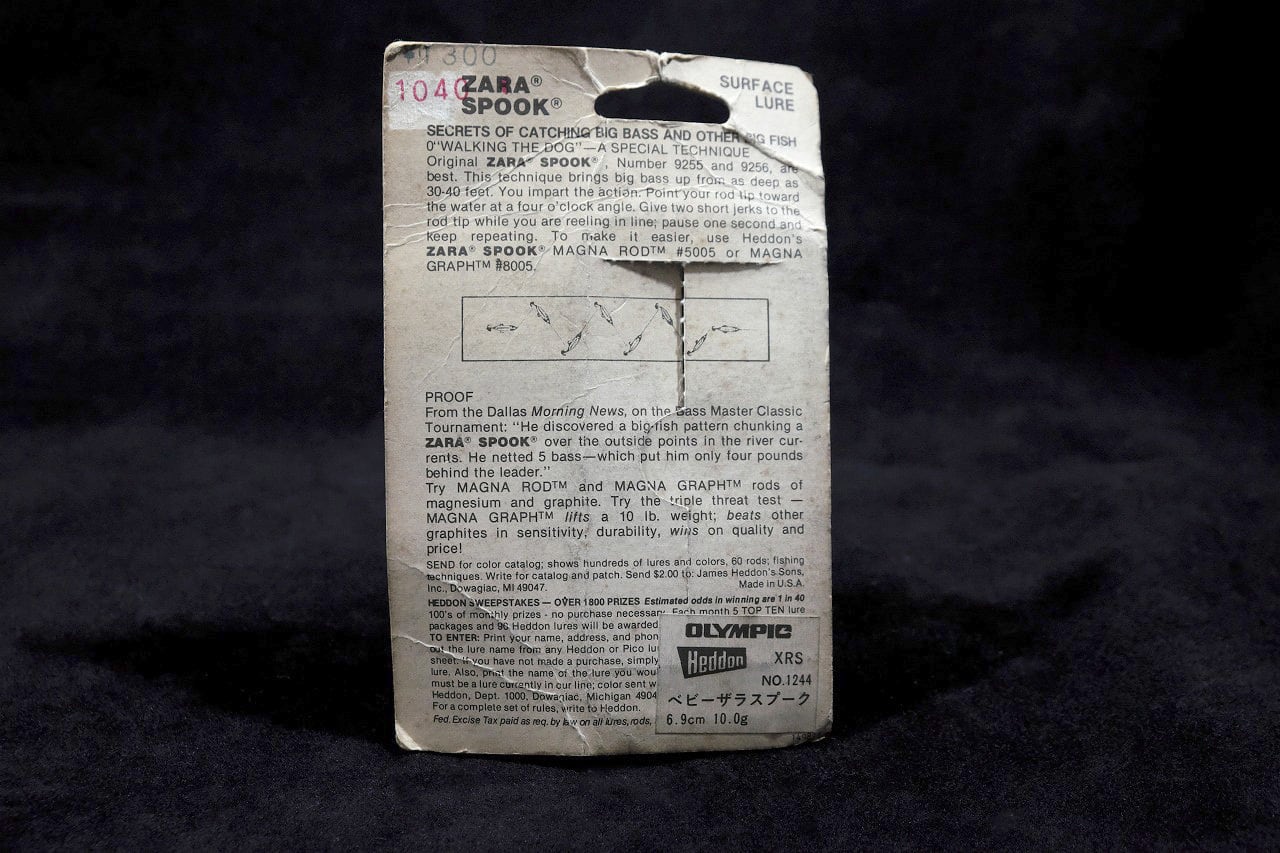 300
1040
ZARA®
SPOOK®
SURFACE
LURE
SECRETS OF CATCHING BIG BASS AND OTHER BIG FISH
0"WALKING THE DOG"—A SPECIAL TECHNIQUE
Original ZARA® SPOOK®, Number 9255 and 9256, are
best. This technique brings big bass up from as deep as
30-40 feet. You impart the action. Point your rod tip toward
the water at a four o'clock angle. Give two short jerks to the
rod tip while you are reeling in line; pause one second and
keep repeating. To make it easier, use Heddon's
ZARA® SPOOK® MAGNA ROD™ #5005 or MAGNA
GRAPH™ #8005.
PROOF
From the Dallas Morning News, on the Bass Master Classic
Tournament: "He discovered a big-fish pattern chunking a
ZARA® SPOOK® over the outside points in the river cur-
rents. He netted 5 bass—which put him only four pounds
behind the leader."
Try MAGNA ROD™ and MAGNA GRAPH™ rods of
magnesium and graphite. Try the triple threat test —
MAGNA GRAPH™ lifts a 10 lb. weight; beats other
graphites in sensitivity, durability, wins on quality and
price!
SEND for color catalog; shows hundreds of lures and colors, 60 rods; fishing
techniques. Write for catalog and patch. Send $2.00 to: James Heddon's Sons,
Inc., Dowagiac, MI 49047. Made in U.S.A.
HEDDON SWEEPSTAKES — OVER 1800 PRIZES Estimated odds in winning are 1 in 40
100's of monthly prizes - no purchase necessary. Each month 5 TOP TEN lure
packages and 96 Heddon lures will be awarded.
TO ENTER: Print your name, address, and phon
out the lure name from any Heddon or Pico lu
sheet. If you have not made a purchase, simply
lure. Also, print the name of the lure you wou
must be a lure currently in our line; color sent w
Heddon, Dept. 1000, Dowagiac, Michigan 4904
For a complete set of rules, write to Heddon.
Fed. Excise Tax paid as req. by law on all lures, rods,
OLYMPIC
Heddon XRS
NO.1244
ベビーザラスプーク
6.9cm 10.0g